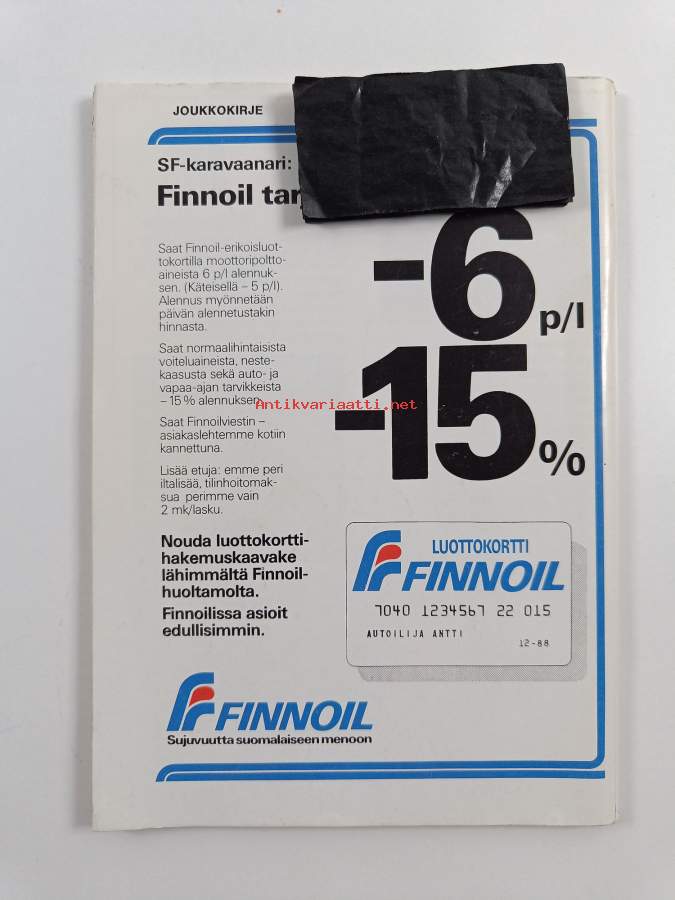 JOUKKOKIRJE
SF-karavaanari:
Finnoil
-6
p/l
-15
%
Saat Finnoil-erikoisluot-
tokortilla moottoripoltto-
aineista 6 p/l alennuk-
sen. (Käteisellä – 5 p/l).
Alennus myönnetään
päivän alennetustakin
hinnasta.
Saat normaalihintaisista
voiteluaineista, neste-
kaasusta sekä auto- ja
vapaa-ajan tarvikkeista
– 15 % alennuksen.
Antikvariaatti.net
Saat Finnoilviestin –
asiakaslehtemme kotiin
kannettuna.
Lisää etuja: emme peri
iltalisää, tilinhoitomak-
sua perimme vain
2 mk/lasku.
Nouda luottokortti-
hakemuskaavake
lähimmältä Finnoil-
huoltamolta.
Finnoilissa asioit
edullisimmin.
LUOTTOKORTTI
FINNOIL
7040 1234567 22 015
AUTOILIJA ANTTI
12-88
FINNOIL
Sujuvuutta suomalaiseen menoon